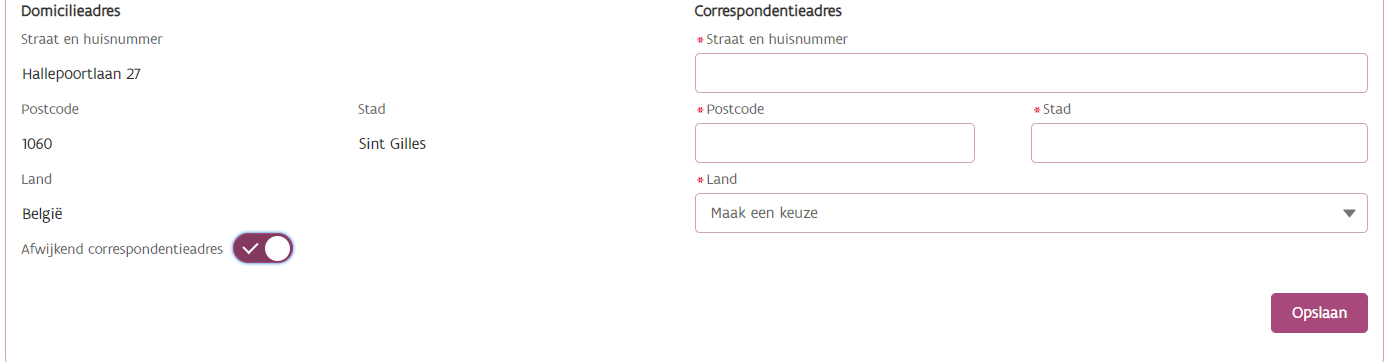 Domicilieadres
Straat en huisnummer
Hallepoortlaan 27
Postcode
Stad
1060
Sint Gilles
Land
België
Afwijkend correspondentieadres
Correspondentieadres
* Straat en huisnummer
* Postcode
* Stad
* Land
Maak een keuze
Opslaan